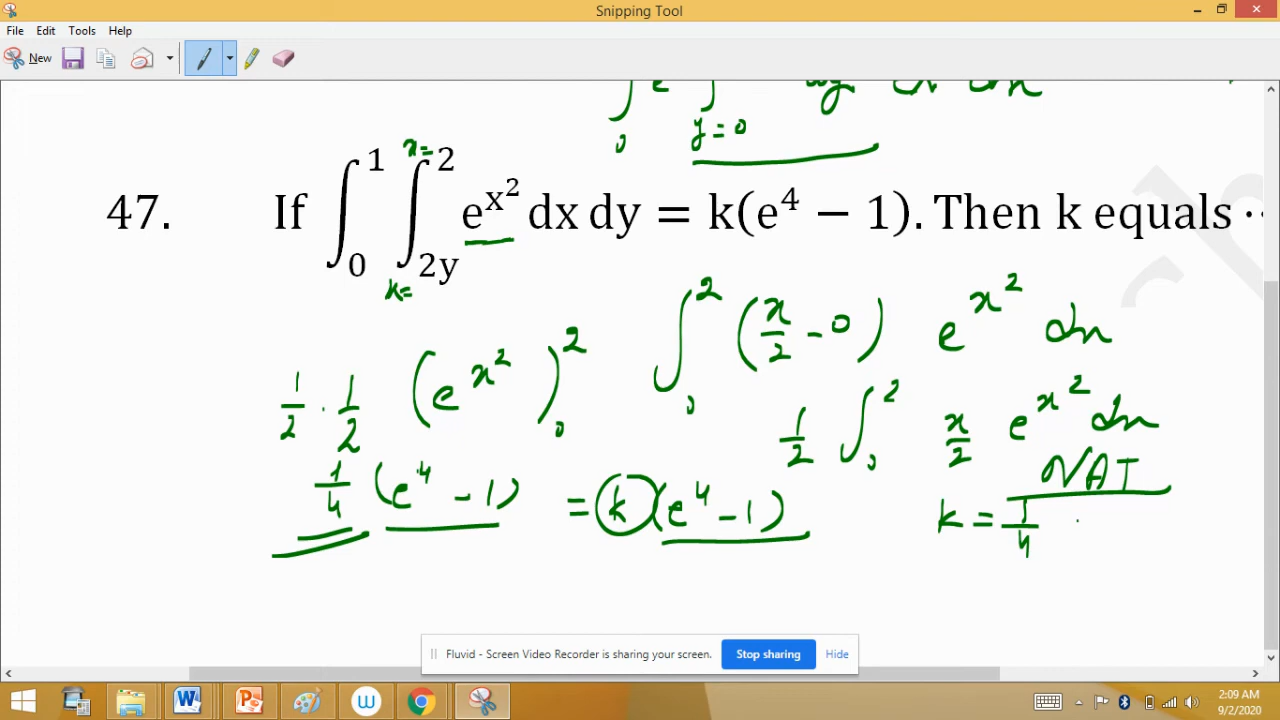 Snipping Tool
File Edit Tools Help
New
y = 0
0
47. If ∫₀¹ ∫_{2y}^{2} e^{x²} dx dy = k(e⁴ − 1). Then k equals ··
x=
x=
∫₀² (x/2 - 0) e^{x²} dx
1/2 · 1/2 (e^{x²})₀²
1/2 ∫₀² x/2 e^{x²} dx
NAT
1/4 (e⁴ - 1) = k (e⁴ - 1)
k = 1/4
Fluvid - Screen Video Recorder is sharing your screen. Stop sharing Hide
2:09 AM
9/2/2020